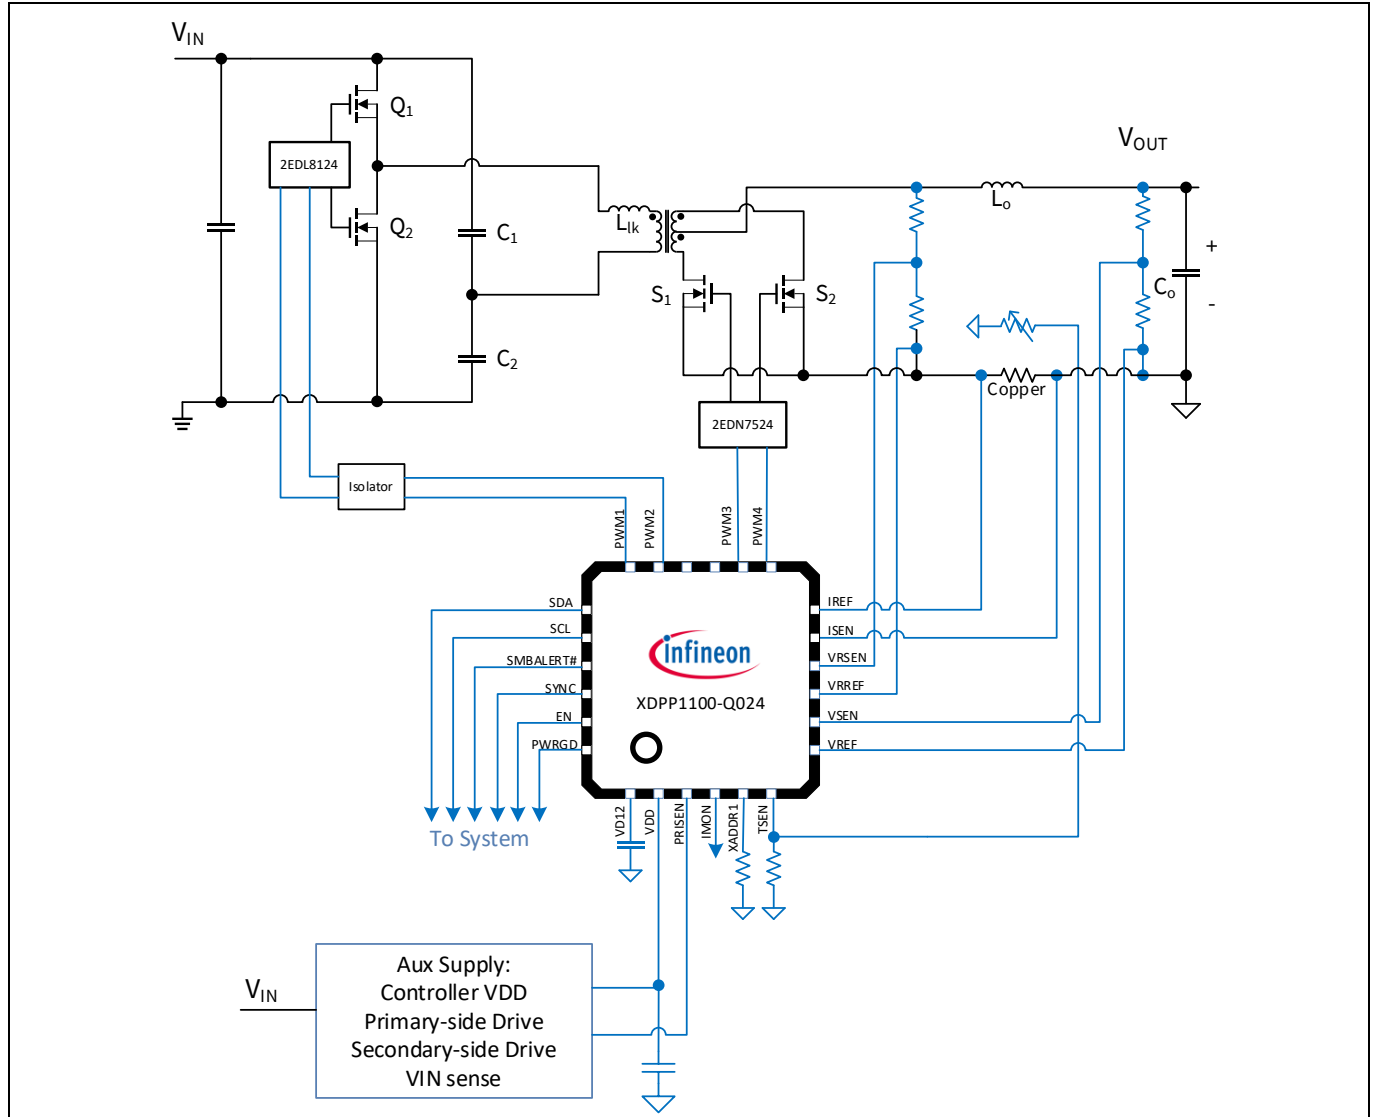 VIN
Q1
2EDL8124
Q2
C1
C2
Llk
S1
S2
VOUT
Lo
Co
+
-
Copper
2EDN7524
Isolator
PWM1
PWM2
PWM3
PWM4
SDA
SCL
SMBALERT#
SYNC
EN
PWRGD
IREF
ISEN
VRSEN
VRREF
VSEN
VREF
infineon
XDPP1100-Q024
To System
VD12
VDD
PRISEN
IMON
XADDR1
TSEN
VIN
Aux Supply:
Controller VDD
Primary-side Drive
Secondary-side Drive
VIN sense